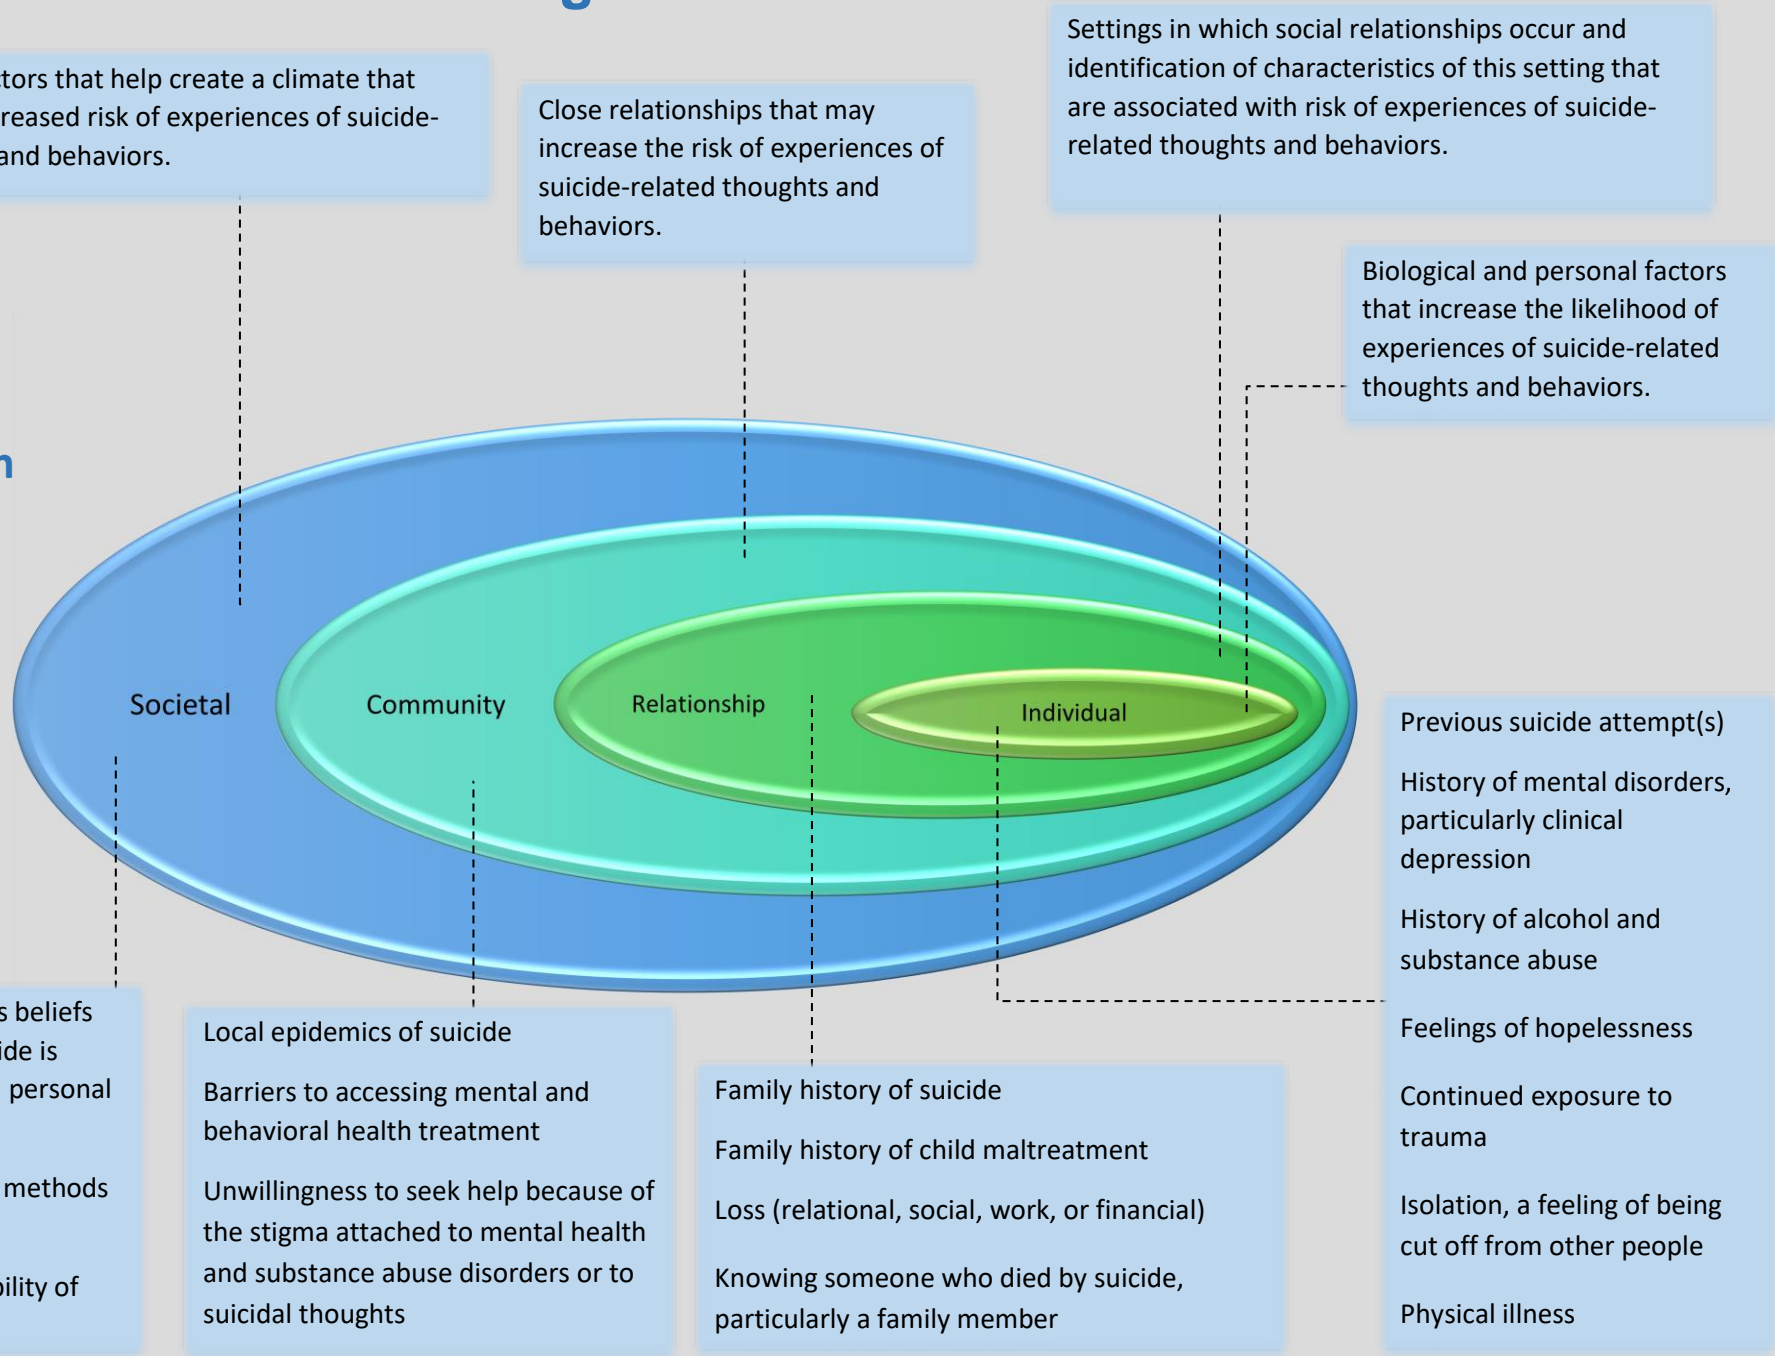 g
ctors that help create a climate that
reased risk of experiences of suicide-
and behaviors.
Close relationships that may
increase the risk of experiences of
suicide-related thoughts and
behaviors.
Settings in which social relationships occur and
identification of characteristics of this setting that
are associated with risk of experiences of suicide-
related thoughts and behaviors.
Biological and personal factors
that increase the likelihood of
experiences of suicide-related
thoughts and behaviors.
n
Societal
Community
Relationship
Individual
s beliefs
ide is
personal
methods
bility of
Local epidemics of suicide
Barriers to accessing mental and
behavioral health treatment
Unwillingness to seek help because of
the stigma attached to mental health
and substance abuse disorders or to
suicidal thoughts
Family history of suicide
Family history of child maltreatment
Loss (relational, social, work, or financial)
Knowing someone who died by suicide,
particularly a family member
Previous suicide attempt(s)
History of mental disorders,
particularly clinical
depression
History of alcohol and
substance abuse
Feelings of hopelessness
Continued exposure to
trauma
Isolation, a feeling of being
cut off from other people
Physical illness